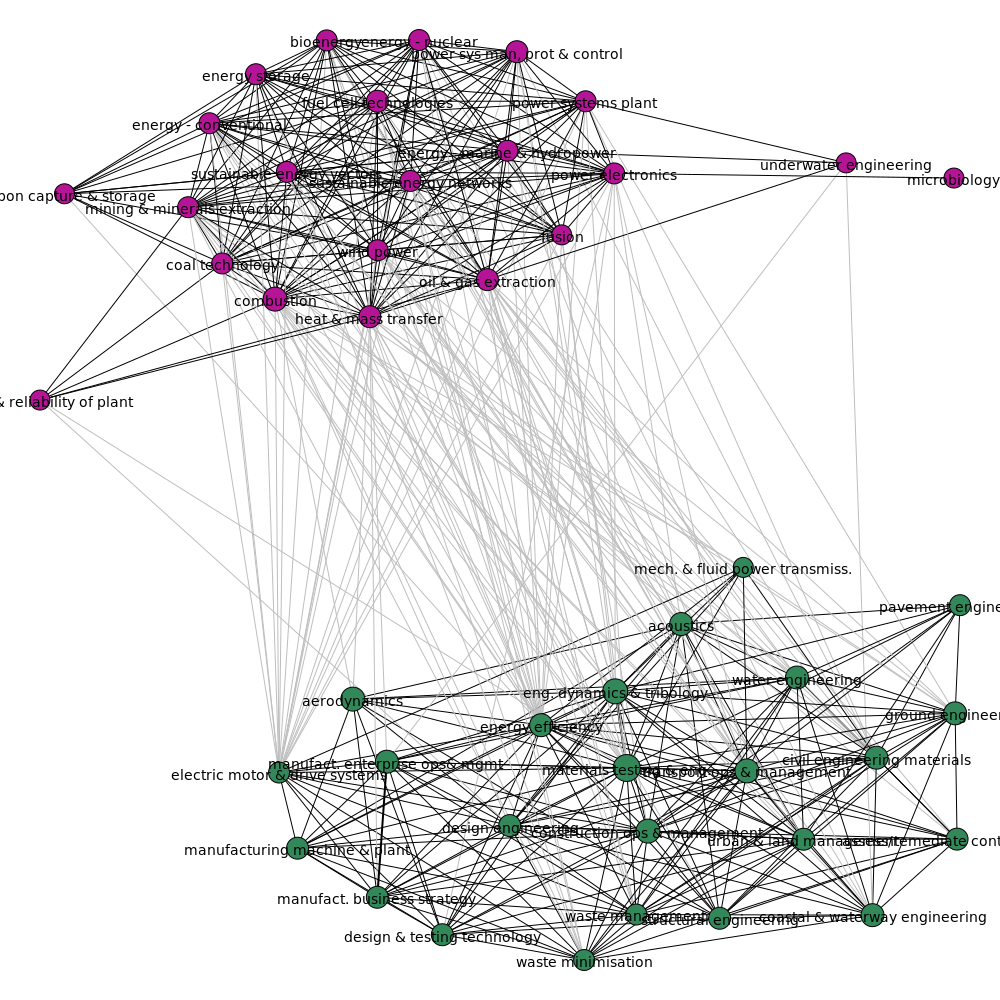 bioenergy
energy - nuclear
power sys man, prot & control
energy storage
fuel cell technologies
power systems plant
energy - conventional
energy - marine & hydropower
underwater engineering
sustainable energy vectors
power electronics
microbiology
sustainable energy networks
bon capture & storage
mining & minerals extraction
fusion
wind power
coal technology
oil & gas extraction
combustion
heat & mass transfer
& reliability of plant
mech. & fluid power transmiss.
pavement engine
acoustics
water engineering
eng. dynamics & tribology
aerodynamics
ground engineer
energy efficiency
civil engineering materials
manufact. enterprise ops& mgmt
materials testing & eng.
transport ops & management
electric motor & drive systems
design engineering
construction ops & management
urban & land management
assess/remediate cont
manufacturing machine & plant
manufact. business strategy
waste management
structural engineering
coastal & waterway engineering
design & testing technology
waste minimisation